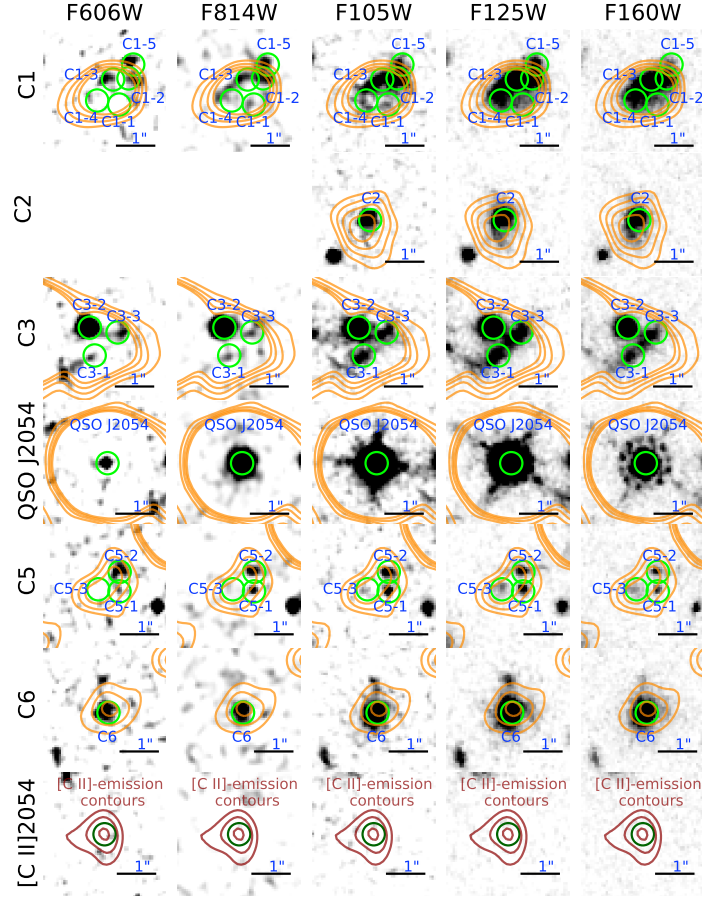 F606W F814W F105W F125W F160W
C1
C1-5 C1-5 C1-5 C1-5 C1-5
C1-3 C1-3 C1-3 C1-3 C1-3
C1-2 C1-2 C1-2 C1-2 C1-2
C1-4 C1-1 C1-4 C1-1 C1-4 C1-1 C1-4 C1-1 C1-4 C1-1
1" 1" 1" 1" 1"
C2
C2 C2 C2
1" 1" 1"
C3
C3-2 C3-2 C3-2 C3-2 C3-2
C3-3 C3-3 C3-3 C3-3 C3-3
C3-1 C3-1 C3-1 C3-1 C3-1
1" 1" 1" 1" 1"
QSO J2054
QSO J2054 QSO J2054 QSO J2054 QSO J2054 QSO J2054
1" 1" 1" 1" 1"
C5
C5-2 C5-2 C5-2 C5-2 C5-2
C5-3 C5-3 C5-3 C5-3 C5-3
C5-1 C5-1 C5-1 C5-1 C5-1
1" 1" 1" 1" 1"
C6
C6 C6 C6 C6 C6
1" 1" 1" 1" 1"
[C II]2054
[C II]-emission [C II]-emission [C II]-emission [C II]-emission [C II]-emission
contours contours contours contours contours
1" 1" 1" 1" 1"